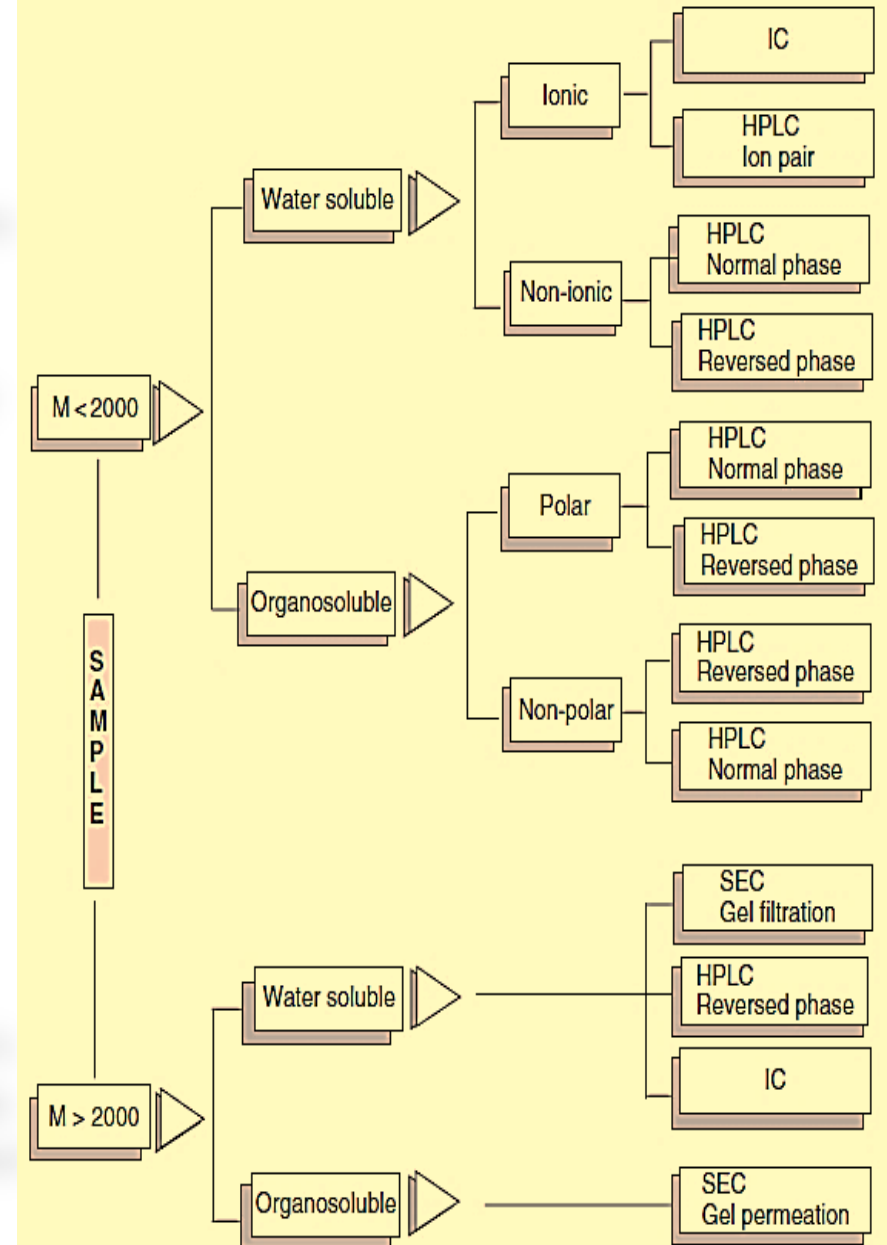 IC
Ionic
HPLC
Ion pair
Water soluble
HPLC
Normal phase
Non-ionic
HPLC
Reversed phase
M < 2000
HPLC
Normal phase
Polar
HPLC
Reversed phase
Organosoluble
HPLC
Reversed phase
Non-polar
HPLC
Normal phase
SAMPLE
SEC
Gel filtration
Water soluble
HPLC
Reversed phase
IC
M > 2000
Organosoluble
SEC
Gel permeation